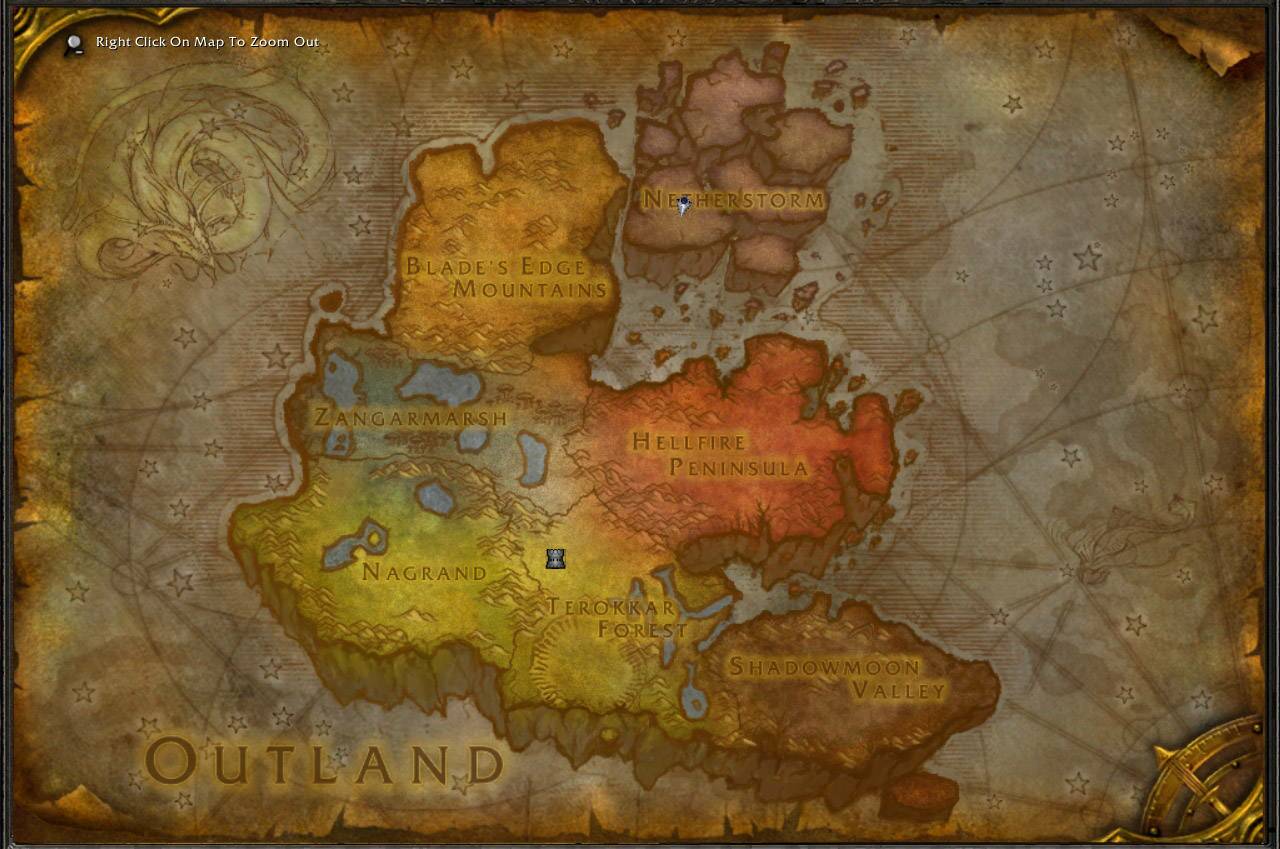 Right Click On Map To Zoom Out
Netherstorm
Blade's Edge
Mountains
Zangarmarsh
Hellfire
Peninsula
Nagrand
Terokkar
Forest
Shadowmoon
Valley
Outland